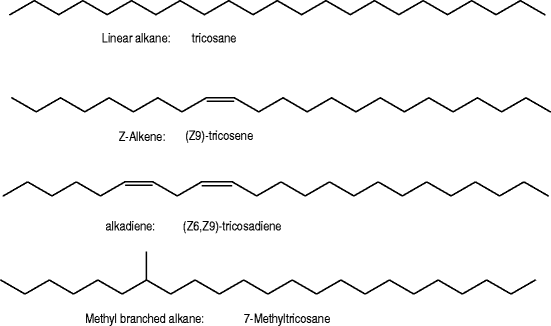 Linear alkane: tricosane
Z-Alkene: (Z9)-tricosene
alkadiene: (Z6,Z9)-tricosadiene
Methyl branched alkane: 7-Methyltricosane